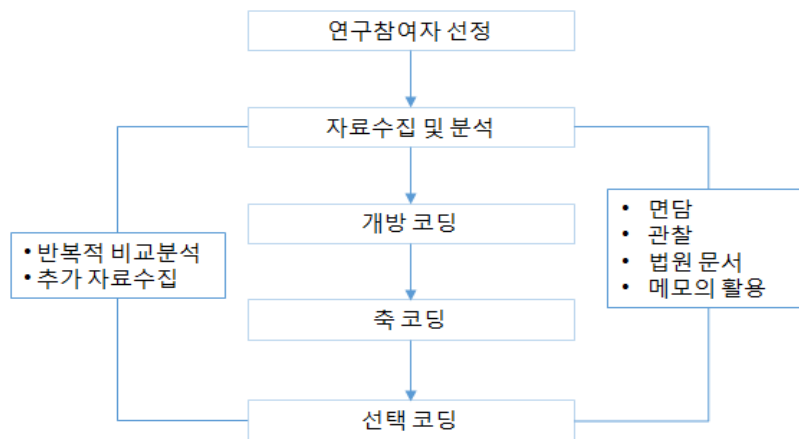 연구참여자 선정
자료수집 및 분석
개방 코딩
• 반복적 비교분석
• 추가 자료수집
• 면담
• 관찰
• 법원 문서
• 메모의 활용
축 코딩
선택 코딩